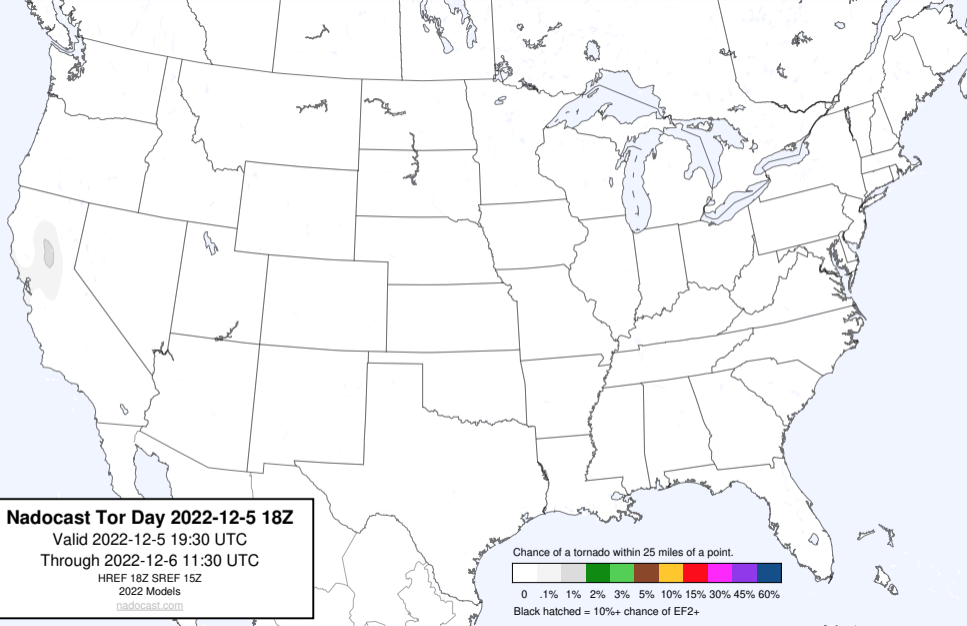 Nadocast Tor Day 2022-12-5 18Z
Valid 2022-12-5 19:30 UTC
Through 2022-12-6 11:30 UTC
HREF 18Z SREF 15Z
2022 Models
nadocast.com
Chance of a tornado within 25 miles of a point.
0 .1% 1% 2% 3% 5% 10% 15% 30% 45% 60%
Black hatched = 10%+ chance of EF2+